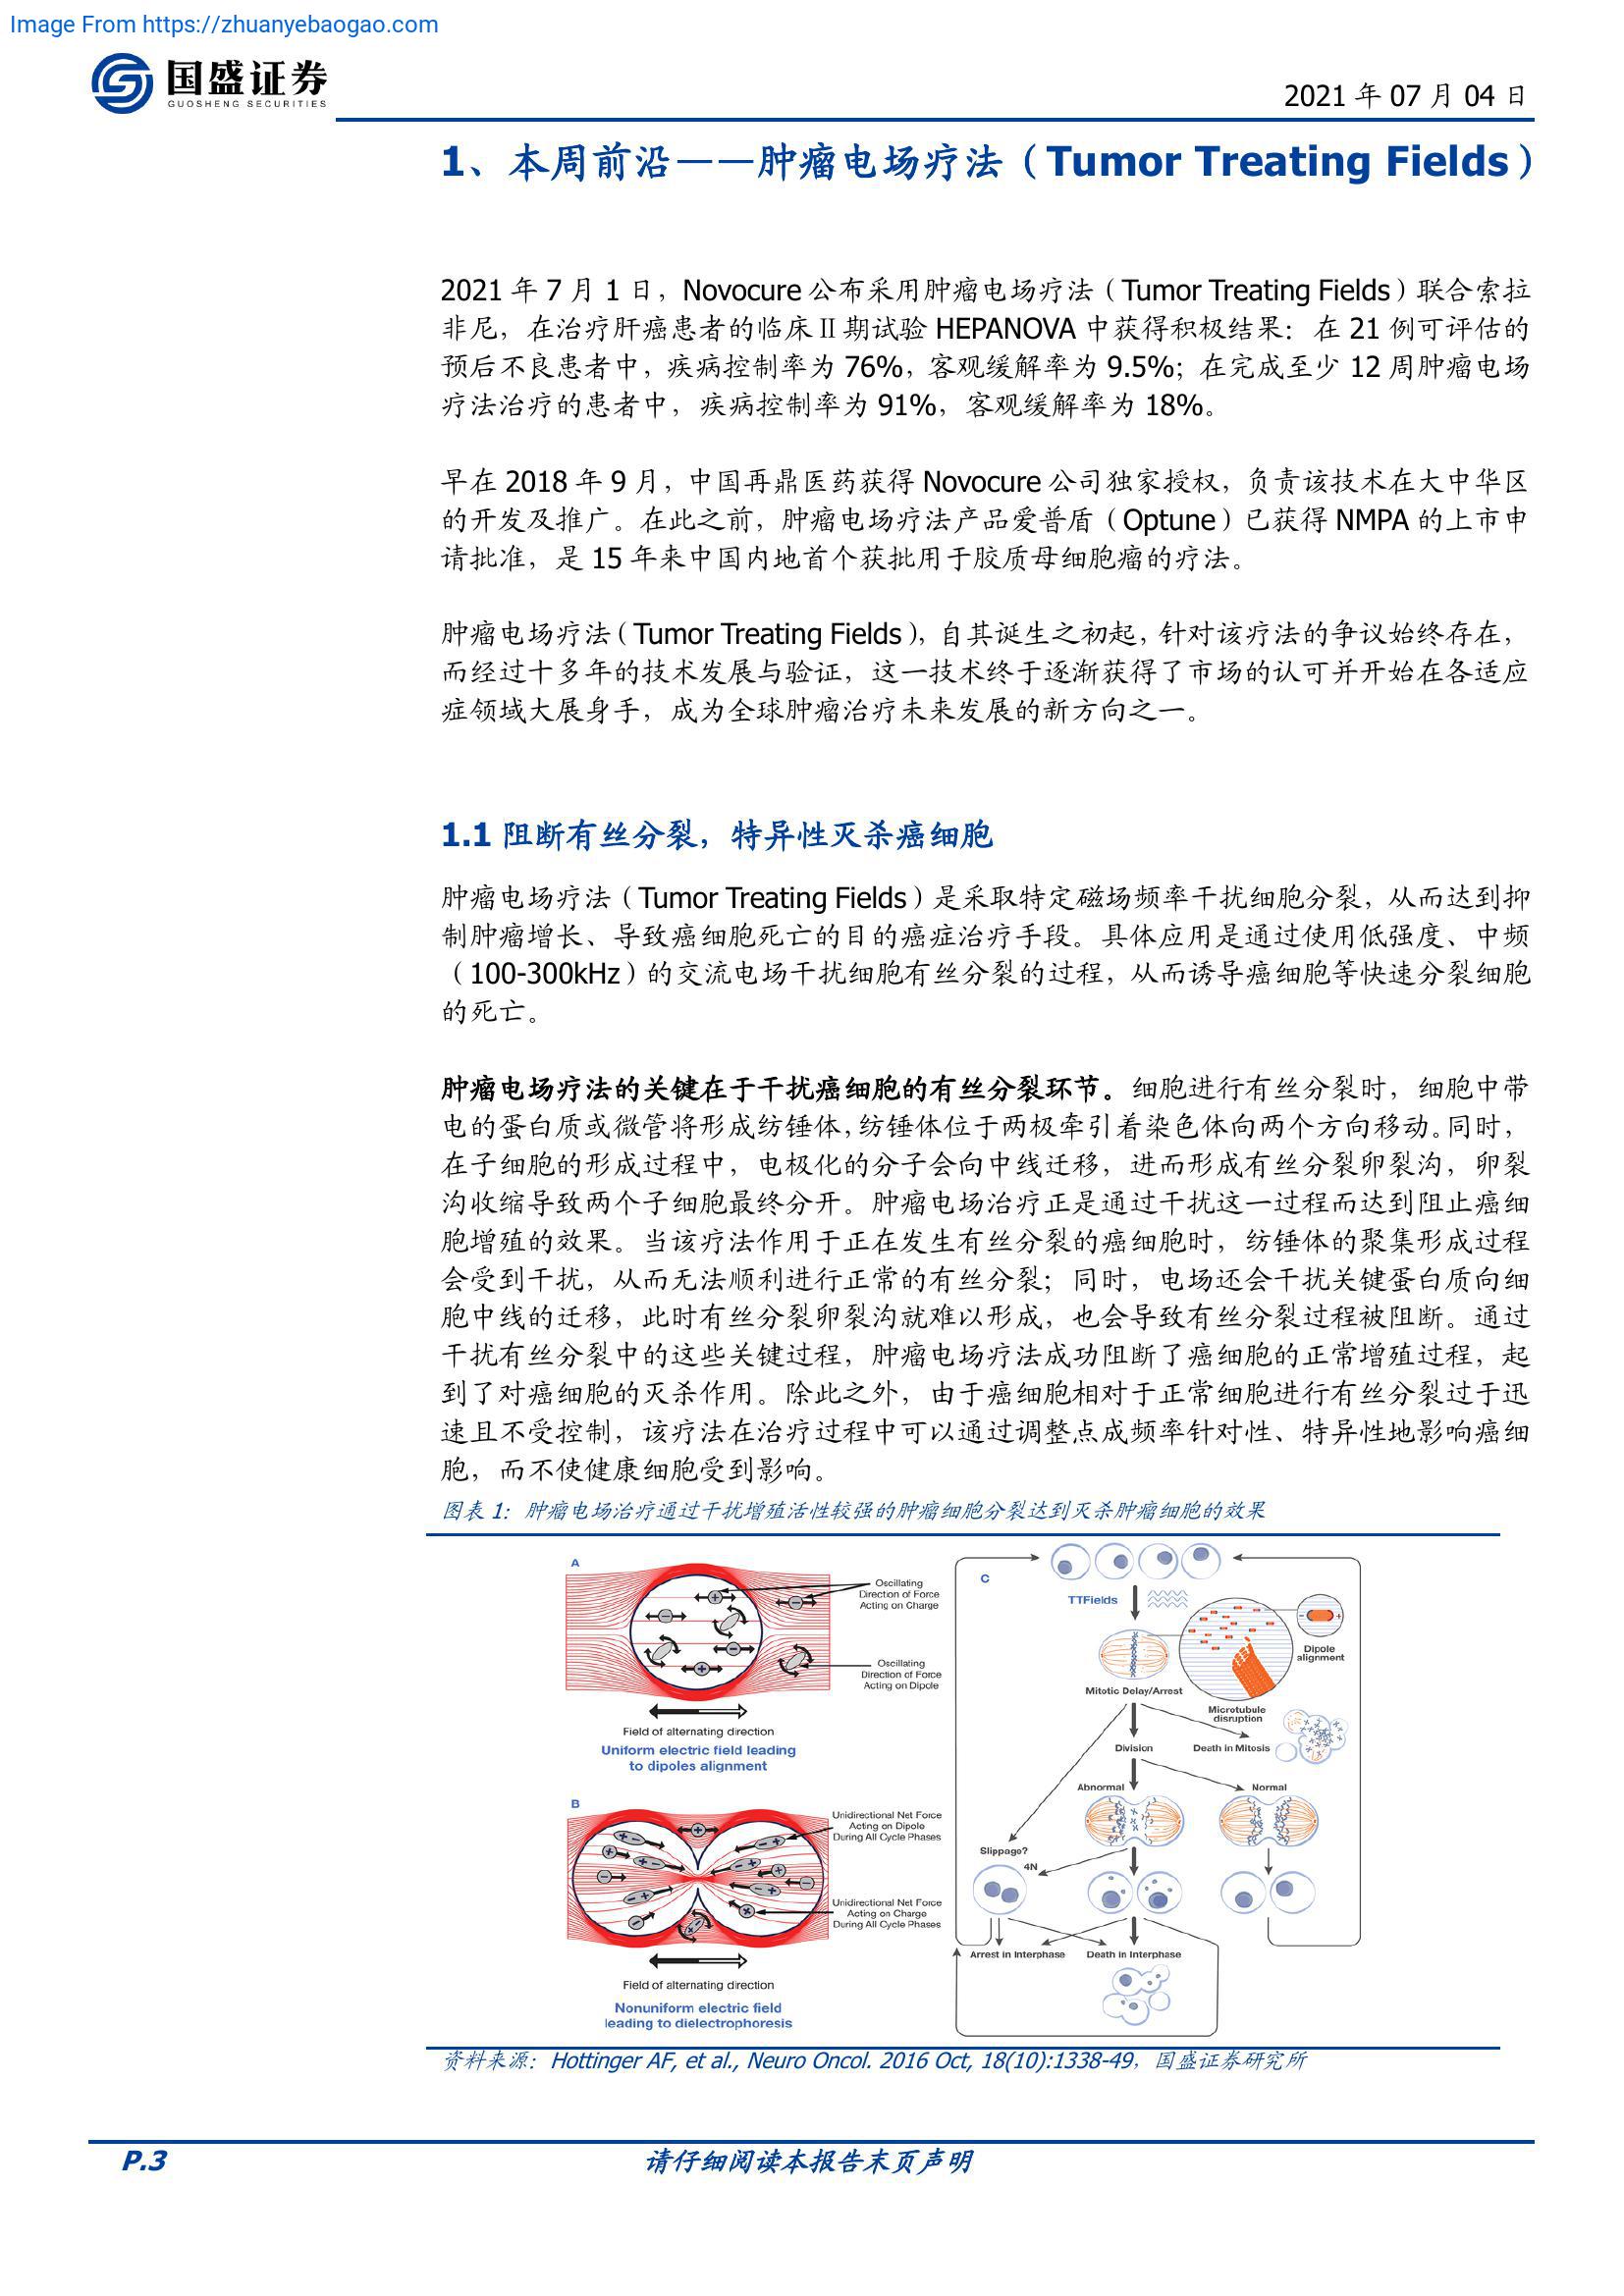 Image From https://zhuanyebaogao.com
国盛证券
GUOSHENG SECURITIES
2021 年 07 月 04 日
1、本周前沿——肿瘤电场疗法（Tumor Treating Fields）
2021 年 7 月 1 日，Novocure 公布采用肿瘤电场疗法（Tumor Treating Fields）联合索拉
非尼，在治疗肝癌患者的临床Ⅱ期试验 HEPANOVA 中获得积极结果：在 21 例可评估的
预后不良患者中，疾病控制率为 76%，客观缓解率为 9.5%；在完成至少 12 周肿瘤电场
疗法治疗的患者中，疾病控制率为 91%，客观缓解率为 18%。
早在 2018 年 9 月，中国再鼎医药获得 Novocure 公司独家授权，负责该技术在大中华区
的开发及推广。在此之前，肿瘤电场疗法产品爱普盾（Optune）已获得 NMPA 的上市申
请批准，是 15 年来中国内地首个获批用于胶质母细胞瘤的疗法。
肿瘤电场疗法（Tumor Treating Fields），自其诞生之初起，针对该疗法的争议始终存在，
而经过十多年的技术发展与验证，这一技术终于逐渐获得了市场的认可并开始在各适应
症领域大展身手，成为全球肿瘤治疗未来发展的新方向之一。
1.1 阻断有丝分裂，特异性灭杀癌细胞
肿瘤电场疗法（Tumor Treating Fields）是采取特定磁场频率干扰细胞分裂，从而达到抑
制肿瘤增长、导致癌细胞死亡的目的癌症治疗手段。具体应用是通过使用低强度、中频
（100-300kHz）的交流电场干扰细胞有丝分裂的过程，从而诱导癌细胞等快速分裂细胞
的死亡。
肿瘤电场疗法的关键在于干扰癌细胞的有丝分裂环节。细胞进行有丝分裂时，细胞中带
电的蛋白质或微管将形成纺锤体，纺锤体位于两极牵引着染色体向两个方向移动。同时，
在子细胞的形成过程中，电极化的分子会向中线迁移，进而形成有丝分裂卵裂沟，卵裂
沟收缩导致两个子细胞最终分开。肿瘤电场治疗正是通过干扰这一过程而达到阻止癌细
胞增殖的效果。当该疗法作用于正在发生有丝分裂的癌细胞时，纺锤体的聚集形成过程
会受到干扰，从而无法顺利进行正常的有丝分裂；同时，电场还会干扰关键蛋白质向细
胞中线的迁移，此时有丝分裂卵裂沟就难以形成，也会导致有丝分裂过程被阻断。通过
干扰有丝分裂中的这些关键过程，肿瘤电场疗法成功阻断了癌细胞的正常增殖过程，起
到了对癌细胞的灭杀作用。除此之外，由于癌细胞相对于正常细胞进行有丝分裂过于迅
速且不受控制，该疗法在治疗过程中可以通过调整点成频率针对性、特异性地影响癌细
胞，而不使健康细胞受到影响。
图表 1：肿瘤电场治疗通过干扰增殖活性较强的肿瘤细胞分裂达到灭杀肿瘤细胞的效果
A
Oscillating
Direction of Force
Acting on Charge
Oscillating
Direction of Force
Acting on Dipole
Field of alternating direction
Uniform electric field leading
to dipoles alignment
B
Unidirectional Net Force
Acting on Dipole
During All Cycle Phases
Unidirectional Net Force
Acting on Charge
During All Cycle Phases
Field of alternating direction
Nonuniform electric field
leading to dielectrophoresis
C
TTFields
Dipole
alignment
Mitotic Delay/Arrest
Microtubule
disruption
Division
Death in Mitosis
Abnormal
Normal
Slippage?
4N
Arrest in Interphase
Death in Interphase
资料来源：Hottinger AF, et al., Neuro Oncol. 2016 Oct, 18(10):1338-49，国盛证券研究所
P.3
请仔细阅读本报告末页声明